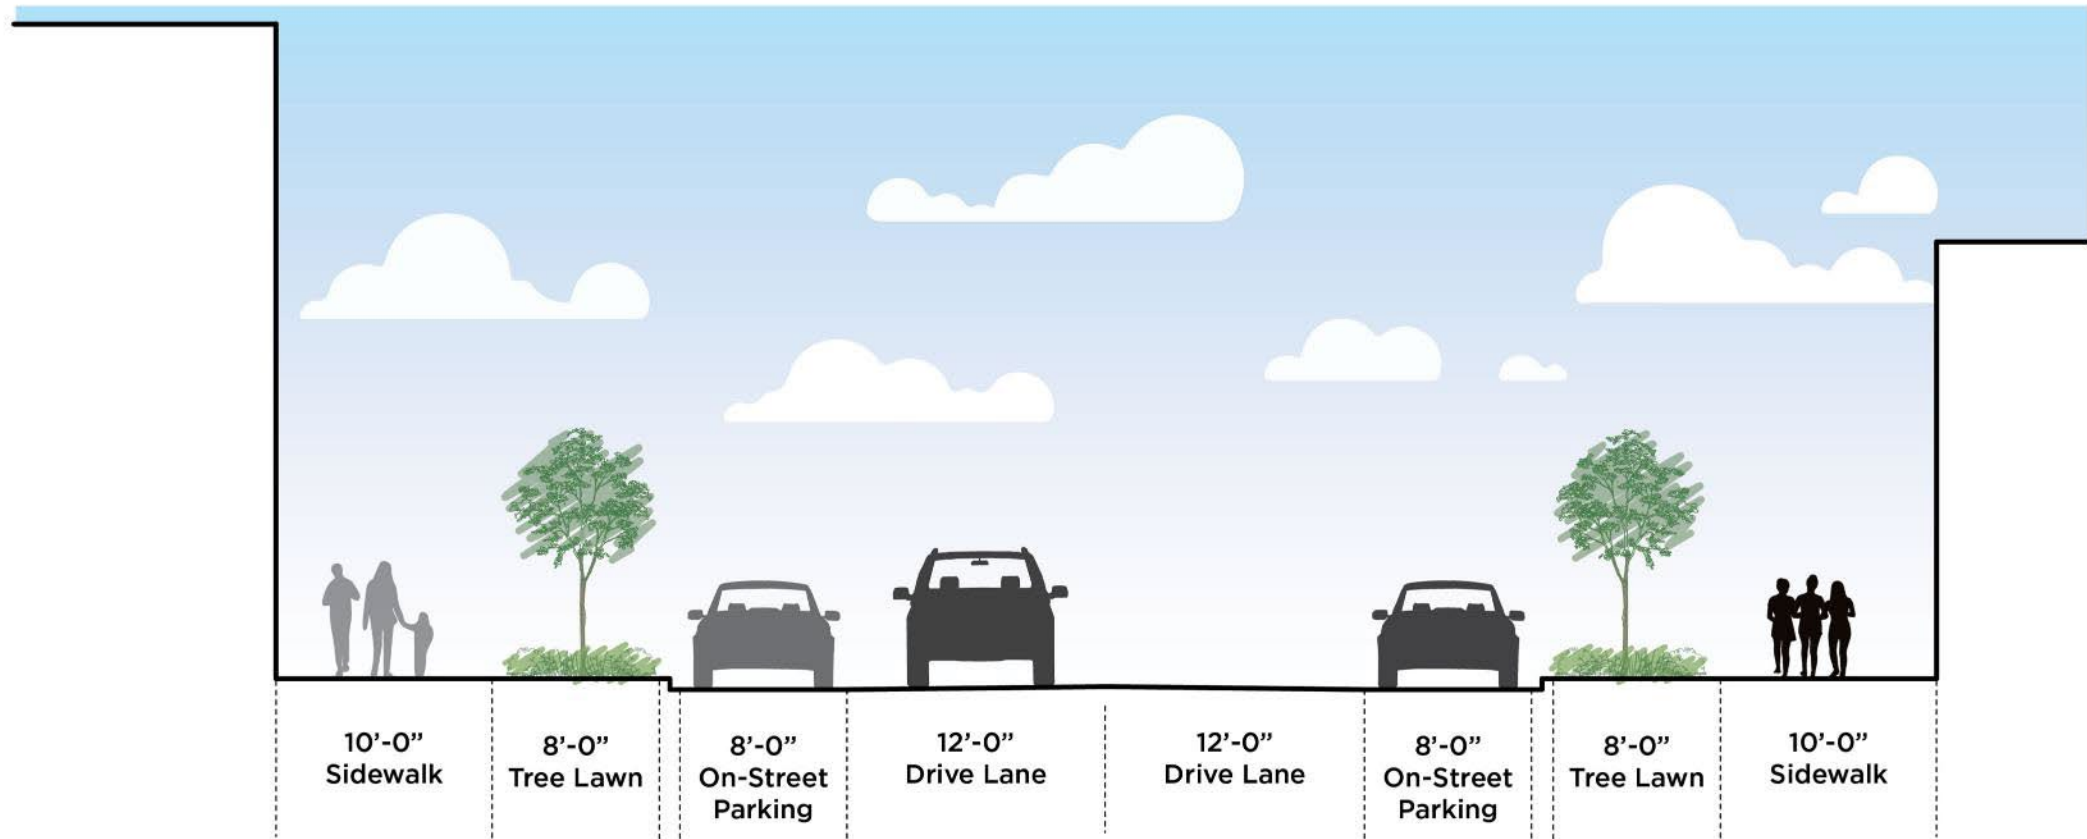 10’-0”
Sidewalk
8’-0”
Tree Lawn
8’-0”
On-Street
Parking
12’-0”
Drive Lane
12’-0”
Drive Lane
8’-0”
On-Street
Parking
8’-0”
Tree Lawn
10’-0”
Sidewalk